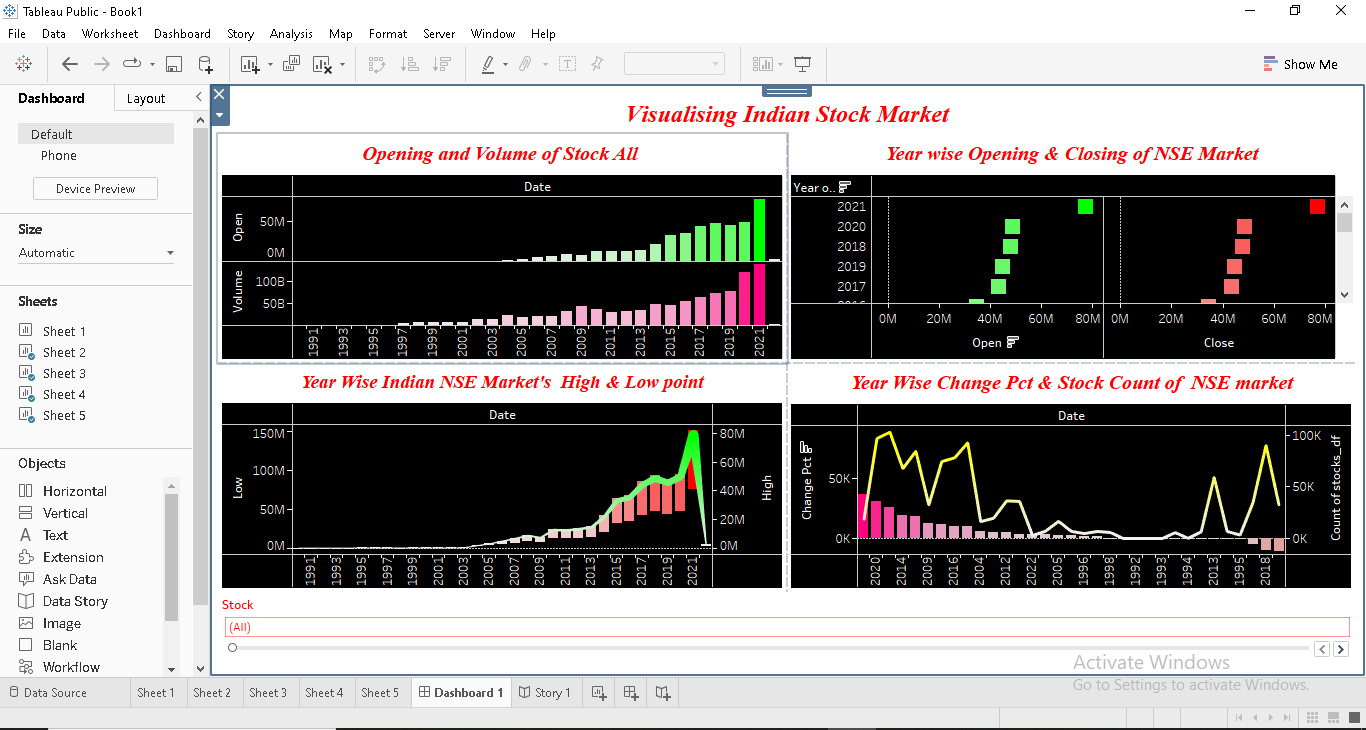 Tableau Public - Book1
File Data Worksheet Dashboard Story Analysis Map Format Server Window Help
Show Me
Dashboard Layout
Default
Phone
Device Preview
Size
Automatic
Sheets
Sheet 1
Sheet 2
Sheet 3
Sheet 4
Sheet 5
Objects
Horizontal
Vertical
Text
Extension
Ask Data
Data Story
Image
Blank
Workflow
Visualising Indian Stock Market
Opening and Volume of Stock All
Date
Open
50M
0M
Volume
100B
50B
1991 1993 1995 1997 1999 2001 2003 2005 2007 2009 2011 2013 2015 2017 2019 2021
Year wise Opening & Closing of NSE Market
Year o..
2021
2020
2018
2019
2017
0M 20M 40M 60M 80M 0M 20M 40M 60M 80M
Open Close
Year Wise Indian NSE Market's High & Low point
Date
Low
150M
100M
50M
0M
80M
60M
40M
20M
0M
High
1991 1993 1995 1997 1999 2001 2003 2005 2007 2009 2011 2013 2015 2017 2019 2021
Year Wise Change Pct & Stock Count of NSE market
Date
Change Pct
50K
0K
100K
50K
0K
Count of stocks_df
2020 2014 2009 2016 2004 2012 2022 2005 1996 1998 1992 1993 1994 2013 1995 2018
Stock
(All)
Activate Windows
Go to Settings to activate Windows.
Data Source Sheet 1 Sheet 2 Sheet 3 Sheet 4 Sheet 5 Dashboard 1 Story 1